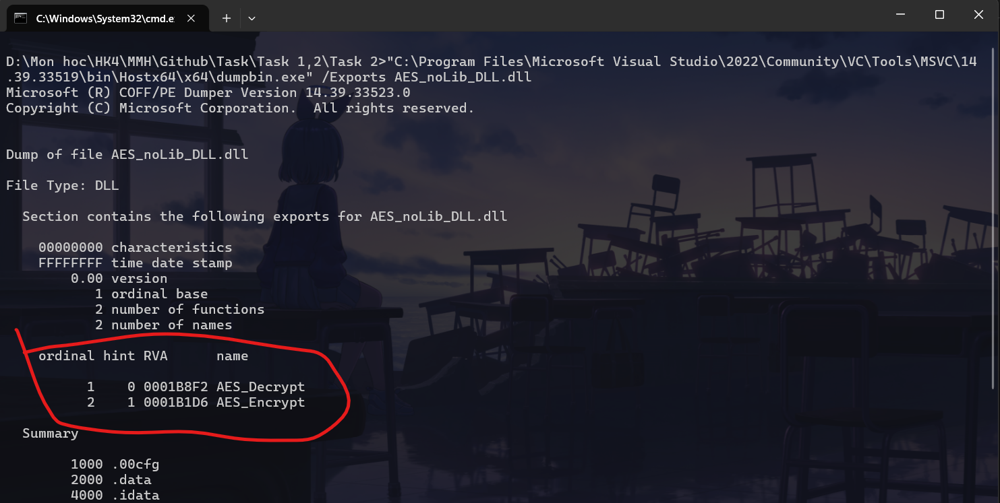 C:\Windows\System32\cmd.e
D:\Mon hoc\HK4\MMH\Github\Task\Task 1,2\Task 2>"C:\Program Files\Microsoft Visual Studio\2022\Community\VC\Tools\MSVC\14
.39.33519\bin\Hostx64\x64\dumpbin.exe" /Exports AES_noLib_DLL.dll
Microsoft (R) COFF/PE Dumper Version 14.39.33523.0
Copyright (C) Microsoft Corporation.  All rights reserved.
Dump of file AES_noLib_DLL.dll
File Type: DLL
Section contains the following exports for AES_noLib_DLL.dll
00000000 characteristics
FFFFFFFF time date stamp
0.00 version
1 ordinal base
2 number of functions
2 number of names
ordinal hint RVA      name
1    0 0001B8F2 AES_Decrypt
2    1 0001B1D6 AES_Encrypt
Summary
1000 .00cfg
2000 .data
4000 .idata